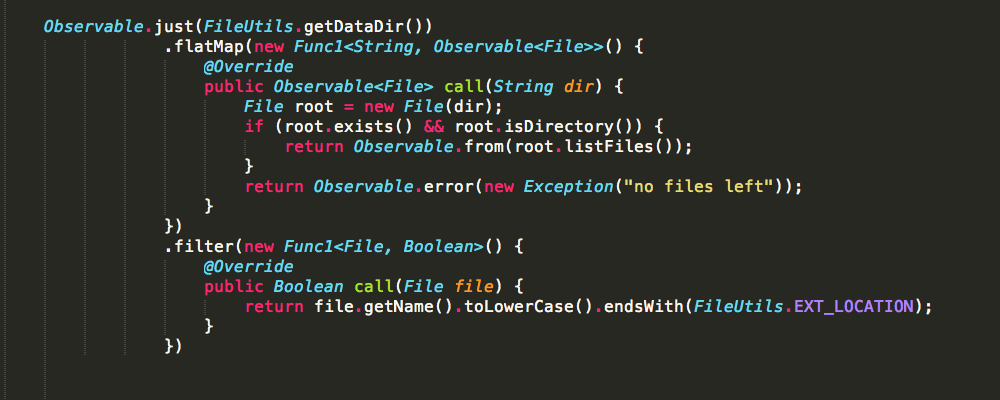 Observable.just(FileUtils.getDataDir())
.flatMap(new Func1<String, Observable<File>>() {
@Override
public Observable<File> call(String dir) {
File root = new File(dir);
if (root.exists() && root.isDirectory()) {
return Observable.from(root.listFiles());
}
return Observable.error(new Exception("no files left"));
}
})
.filter(new Func1<File, Boolean>() {
@Override
public Boolean call(File file) {
return file.getName().toLowerCase().endsWith(FileUtils.EXT_LOCATION);
}
})